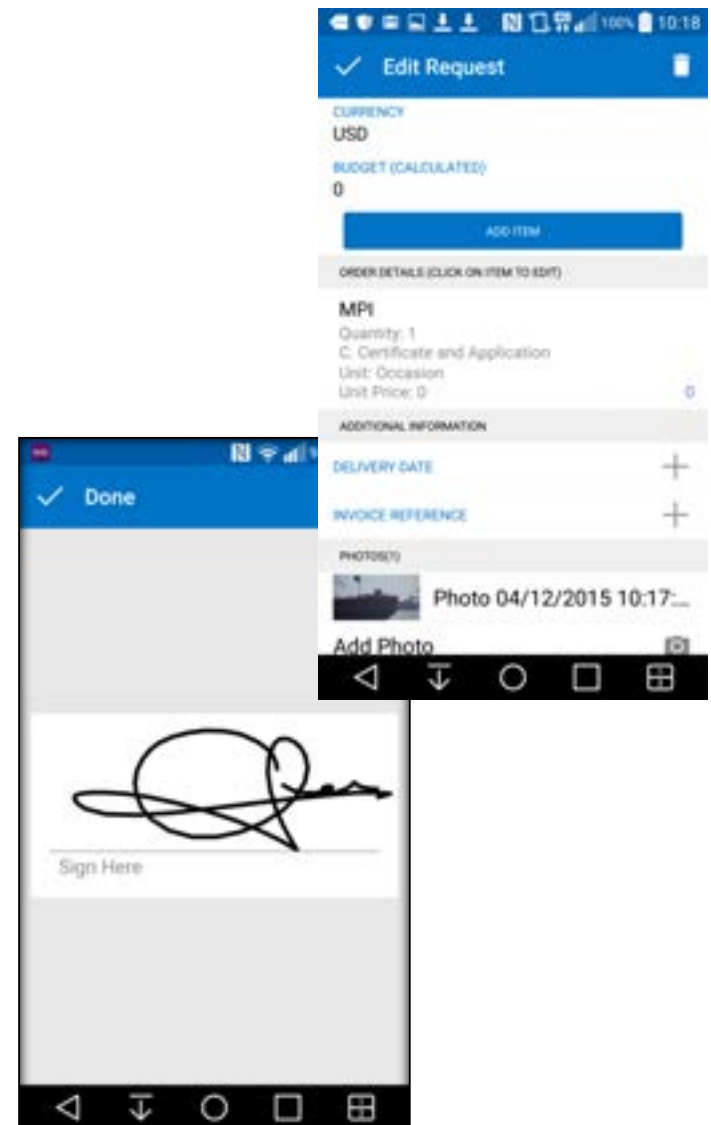 100% 10:18
Edit Request
CURRENCY
USD
BUDGET (CALCULATED)
0
ADD ITEM
ORDER DETAILS (CLICK ON ITEM TO EDIT)
MPI
Quantity: 1
C. Certificate and Application
Unit: Occasion
Unit Price: 0 0
ADDITIONAL INFORMATION
DELIVERY DATE
INVOICE REFERENCE
PHOTOS(1)
Photo 04/12/2015 10:17:...
Add Photo
Done
Sign Here